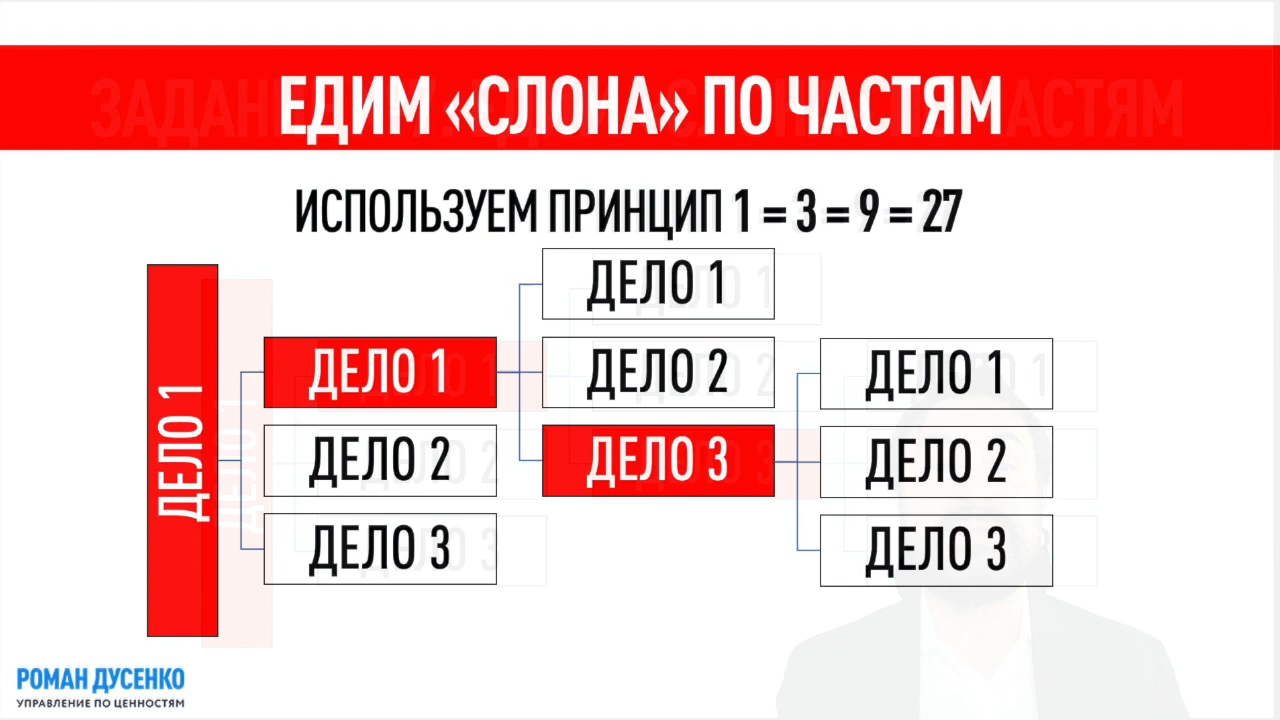 ЕДИМ «СЛОНА» ПО ЧАСТЯМ
ИСПОЛЬЗУЕМ ПРИНЦИП 1 = 3 = 9 = 27
ДЕЛО 1
ДЕЛО 1
ДЕЛО 2
ДЕЛО 3
ДЕЛО 1
ДЕЛО 2
ДЕЛО 3
ДЕЛО 1
ДЕЛО 2
ДЕЛО 3
РОМАН ДУСЕНКО
УПРАВЛЕНИЕ ПО ЦЕННОСТЯМ